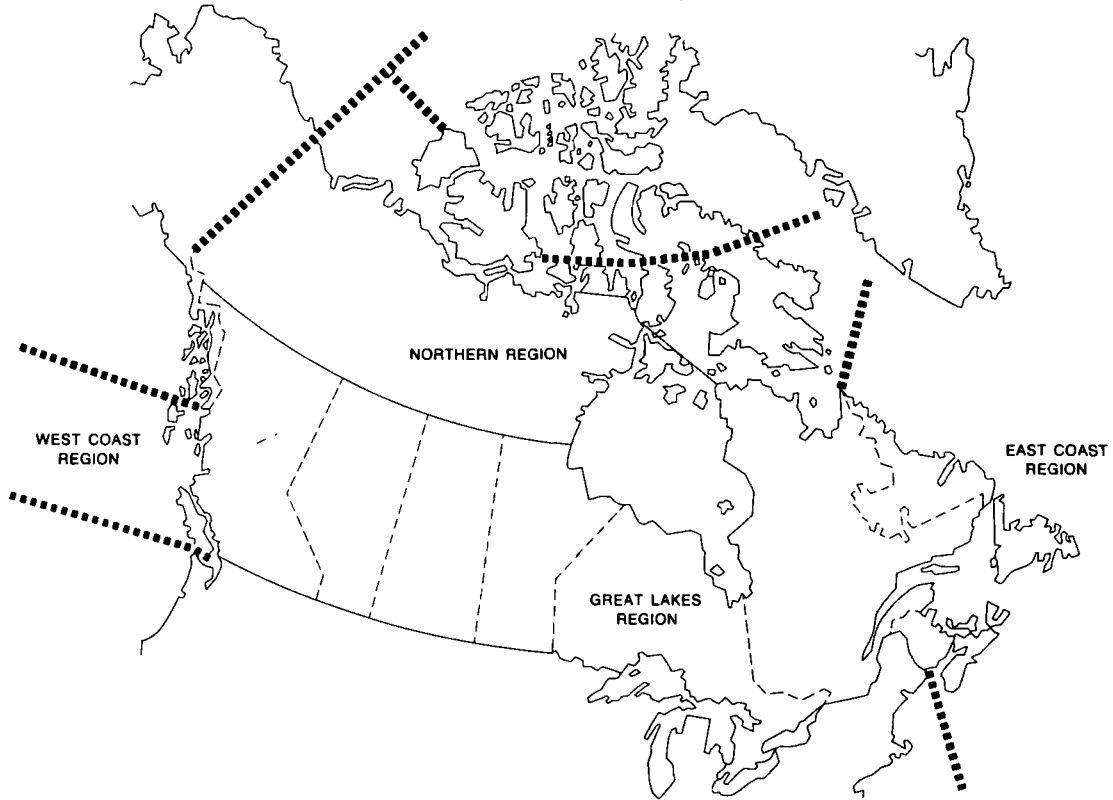 NORTHERN REGION
WEST COAST
REGION
EAST COAST
REGION
GREAT LAKES
REGION